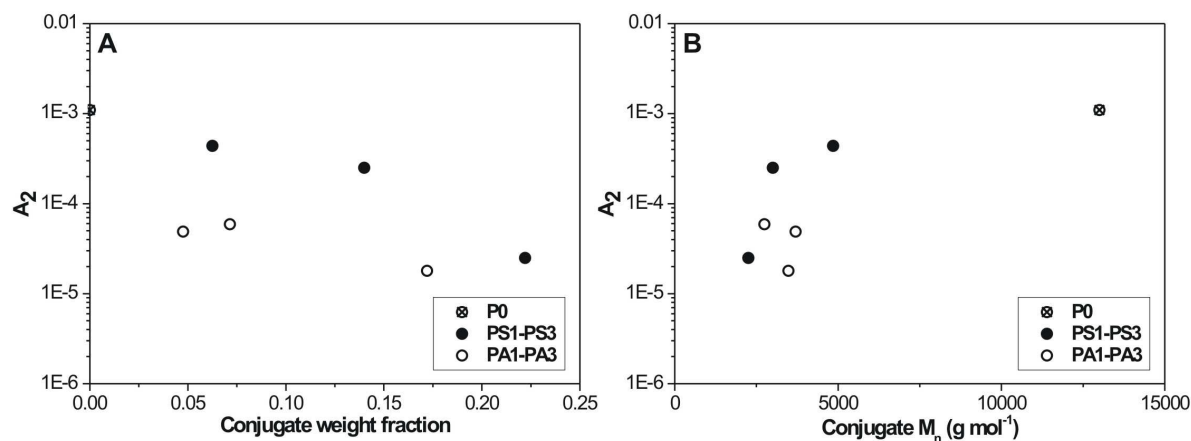 A
0.01
1E-3
1E-4
1E-5
1E-6
A₂
0.00 0.05 0.10 0.15 0.20 0.25
Conjugate weight fraction
P0
PS1-PS3
PA1-PA3
B
0.01
1E-3
1E-4
1E-5
1E-6
A₂
0 5000 10000 15000
Conjugate Mₙ (g mol⁻¹)
P0
PS1-PS3
PA1-PA3